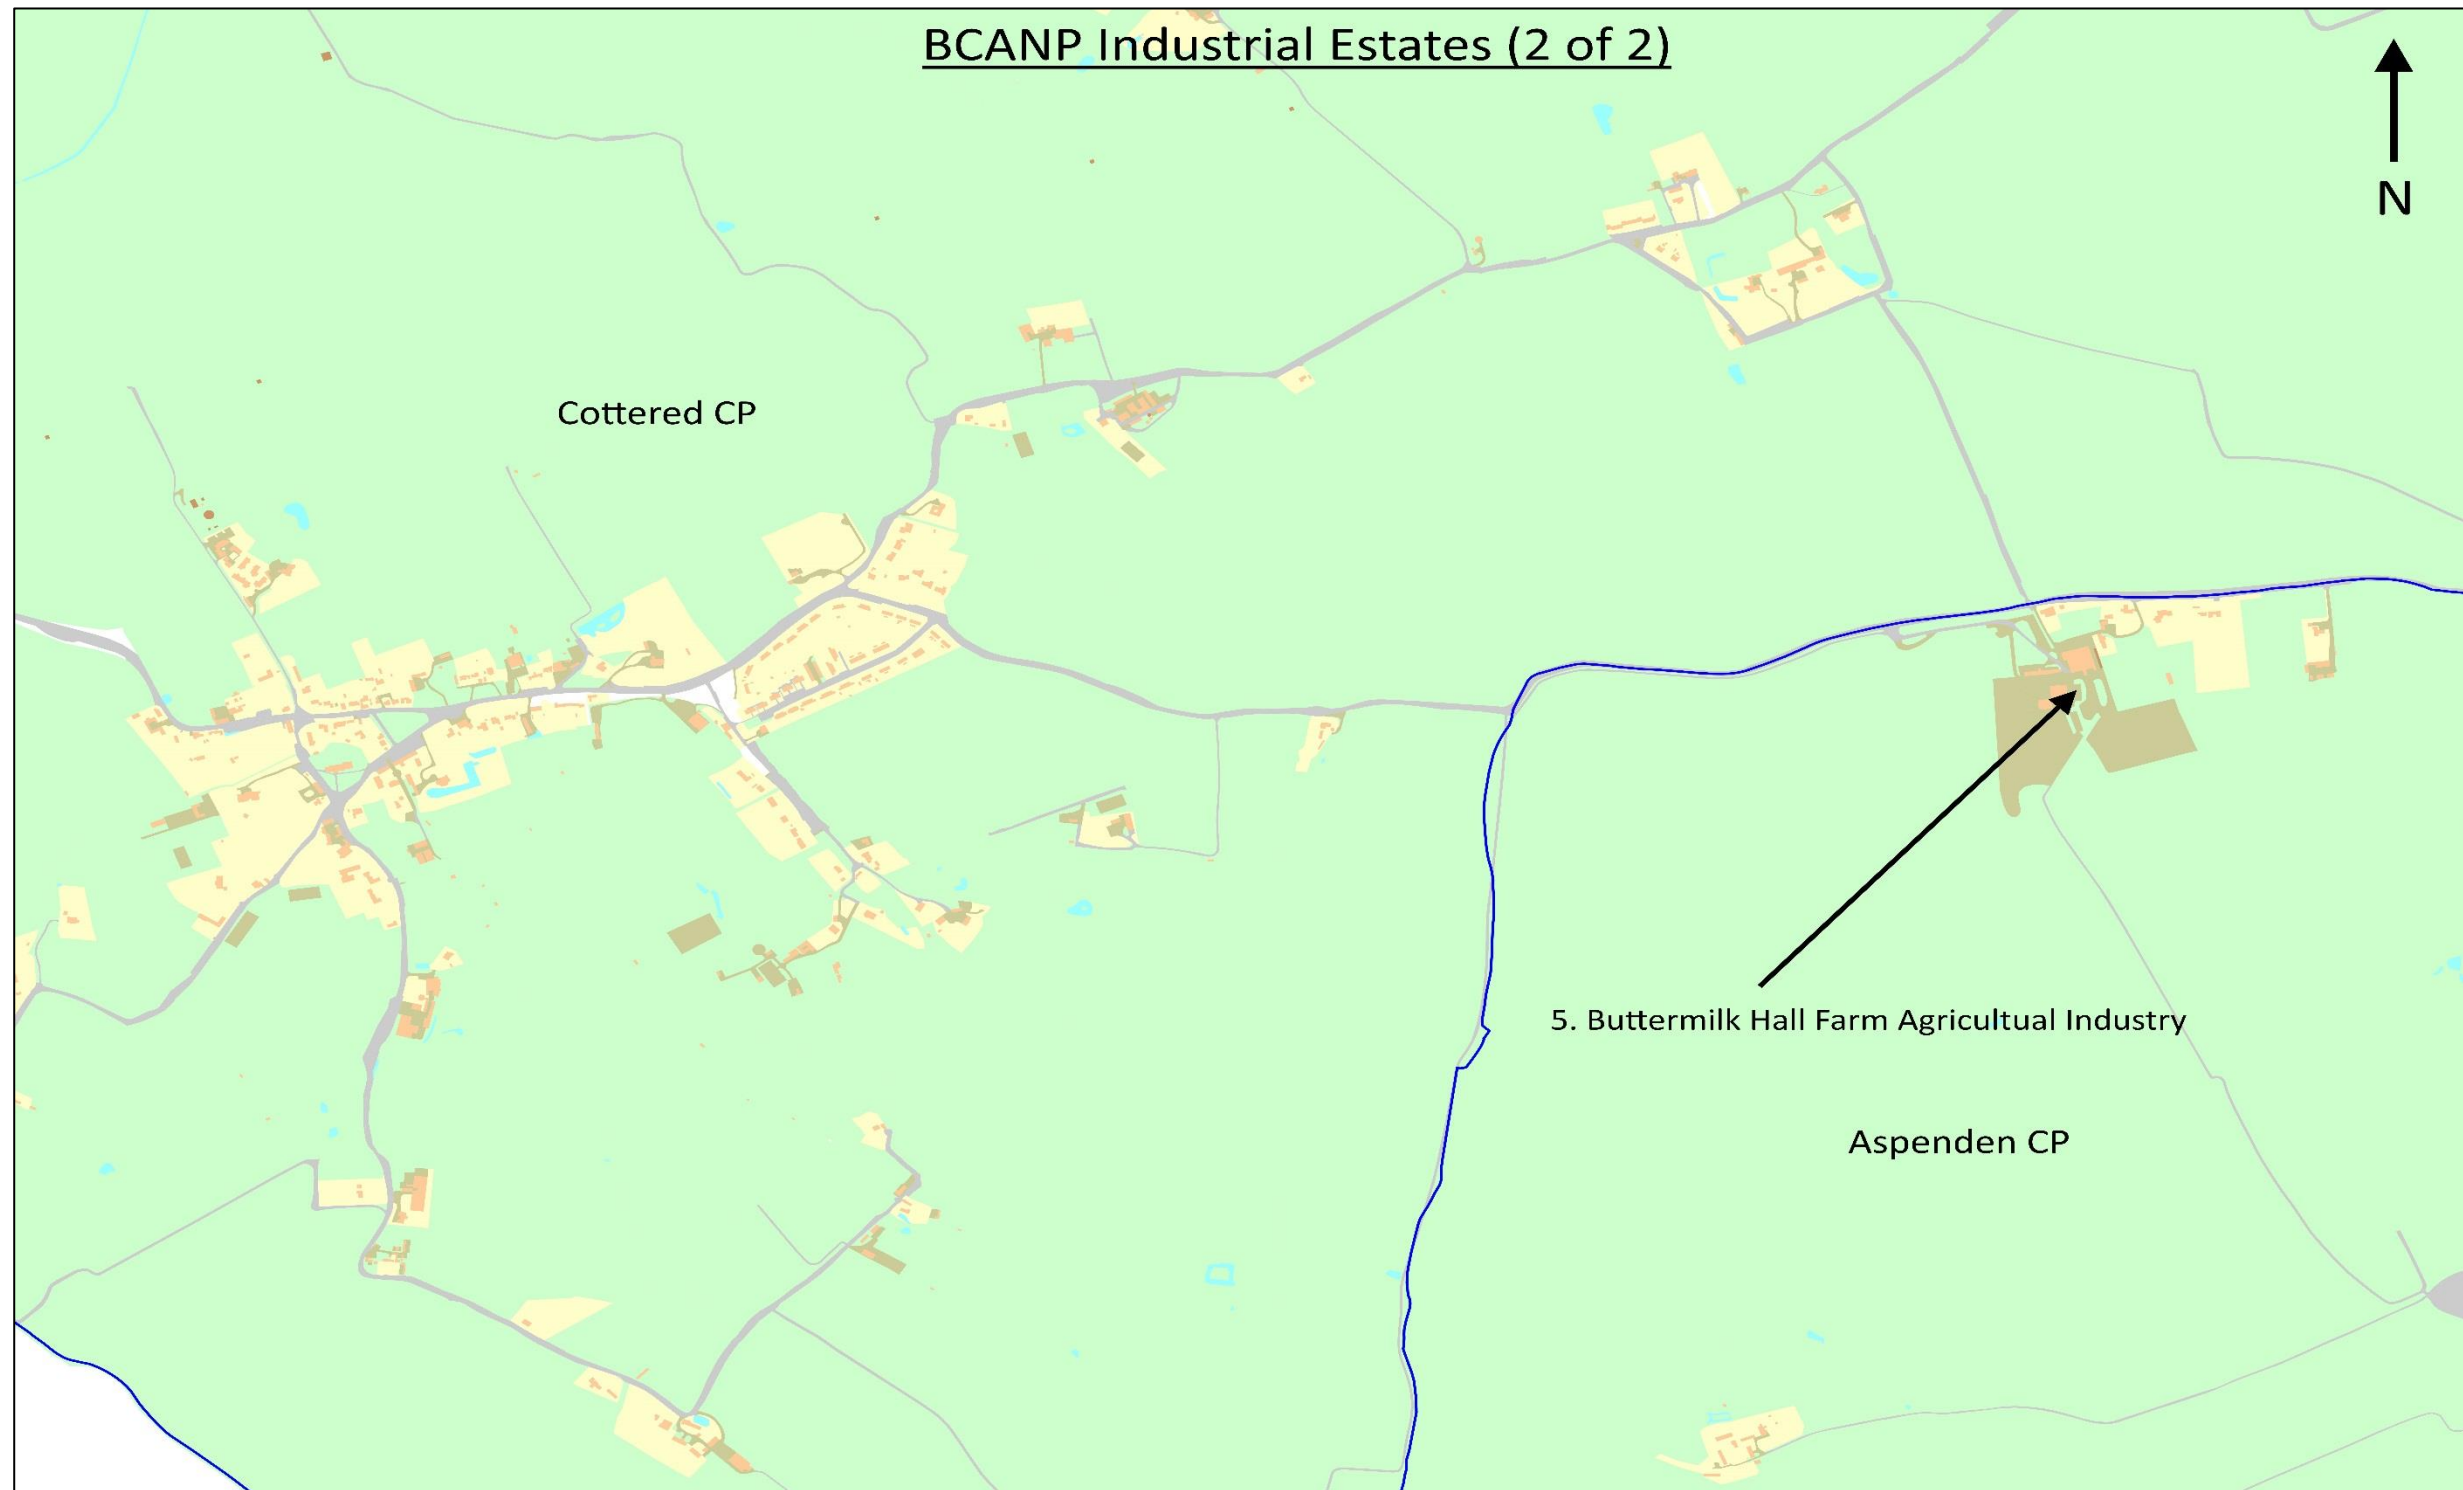 BCANP Industrial Estates (2 of 2)
N
Cottered CP
5. Buttermilk Hall Farm Agricultual Industry
Aspenden CP